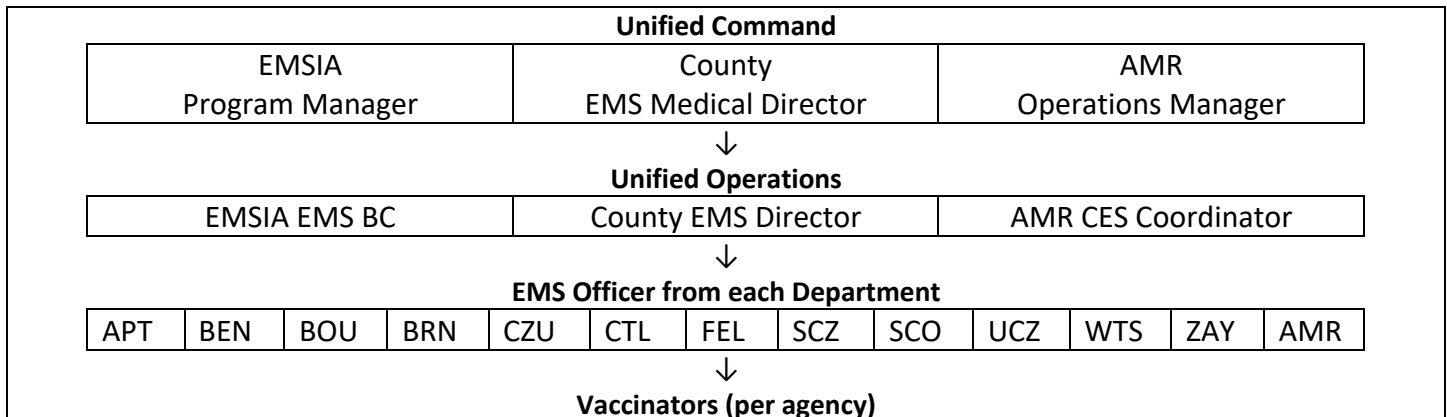 Unified Command
EMSIA County AMR
Program Manager EMS Medical Director Operations Manager
↓
Unified Operations
EMSIA EMS BC County EMS Director AMR CES Coordinator
↓
EMS Officer from each Department
APT BEN BOU BRN CZU CTL FEL SCZ SCO UCZ WTS ZAY AMR
↓
Vaccinators (per agency)